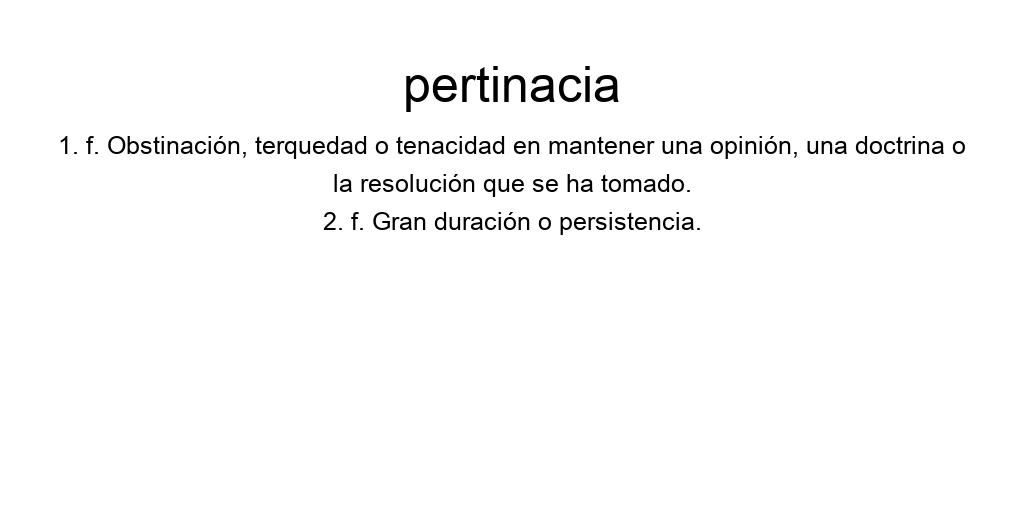 pertinacia
1. f. Obstinación, terquedad o tenacidad en mantener una opinión, una doctrina o
la resolución que se ha tomado.
2. f. Gran duración o persistencia.